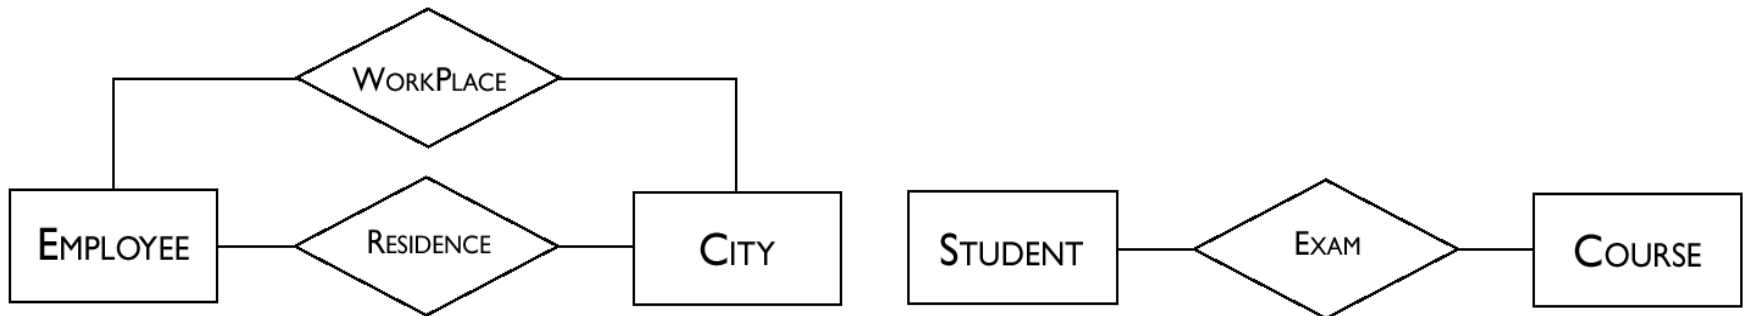 WORKPLACE
EMPLOYEE
RESIDENCE
CITY
STUDENT
EXAM
COURSE